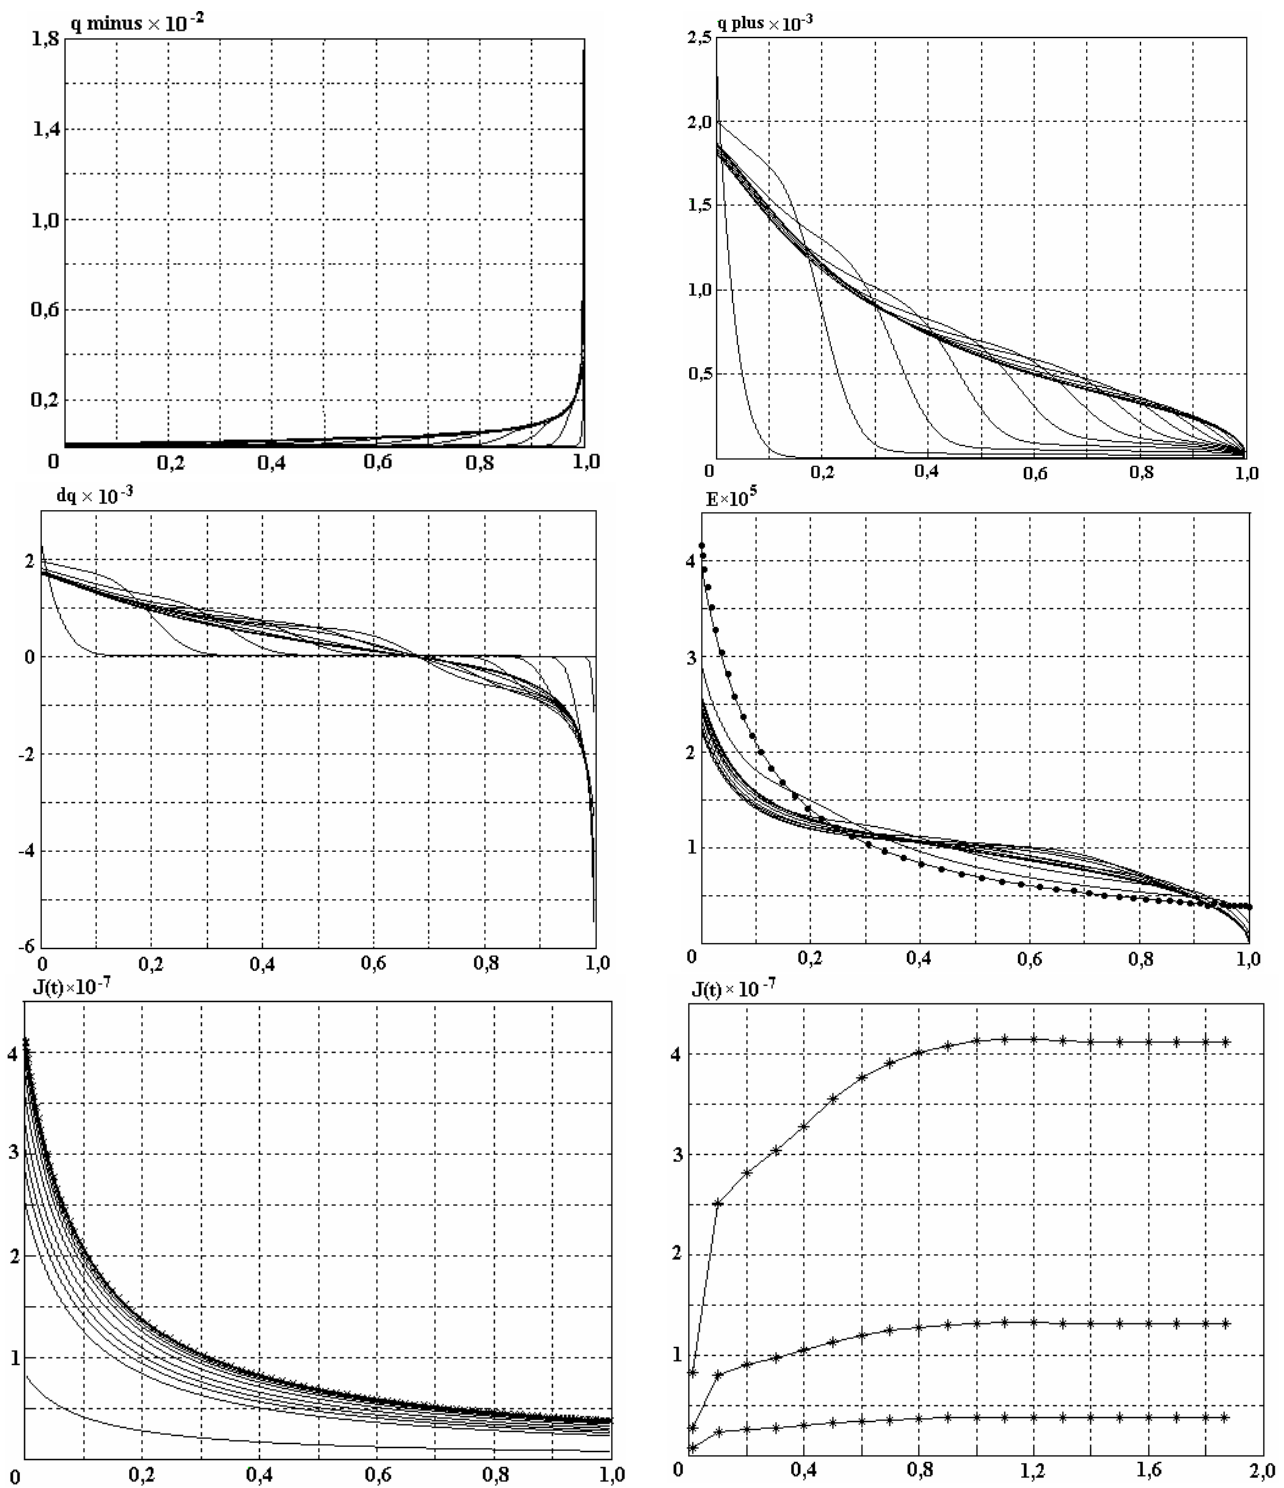 q minus × 10⁻²
1,8
1,4
1,0
0,6
0,2
0 0,2 0,4 0,6 0,8 1,0
q plus × 10⁻³
2,5
2,0
1,5
1,0
0,5
0 0,2 0,4 0,6 0,8 1,0
dq × 10⁻³
2
0
-2
-4
-6
0 0,2 0,4 0,6 0,8 1,0
E×10⁵
4
3
2
1
0 0,2 0,4 0,6 0,8 1,0
J(t)×10⁻⁷
4
3
2
1
0 0,2 0,4 0,6 0,8 1,0
J(t) × 10⁻⁷
4
3
2
1
0 0,4 0,8 1,2 1,6 2,0